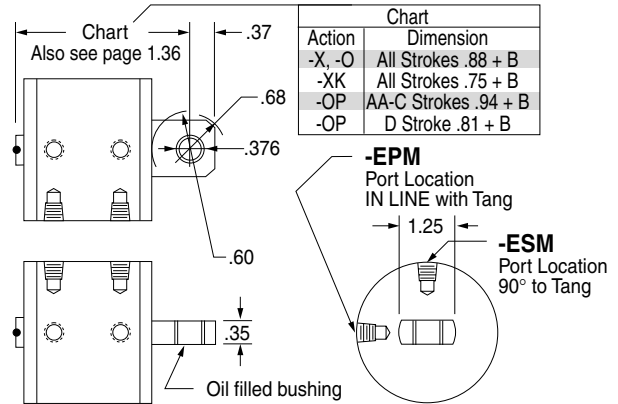 Chart
Also see page 1.36
.37
.68
.376
.60
Chart
Action Dimension
-X, -O All Strokes .88 + B
-XK All Strokes .75 + B
-OP AA-C Strokes .94 + B
-OP D Stroke .81 + B
-EPM
Port Location
IN LINE with Tang
1.25
-ESM
Port Location
90° to Tang
.35
Oil filled bushing